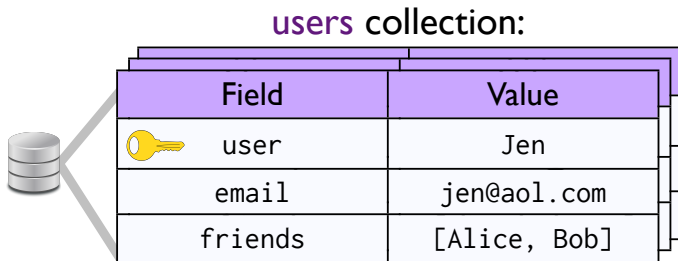 users collection:
Field Value
user Jen
email jen@aol.com
friends [Alice, Bob]